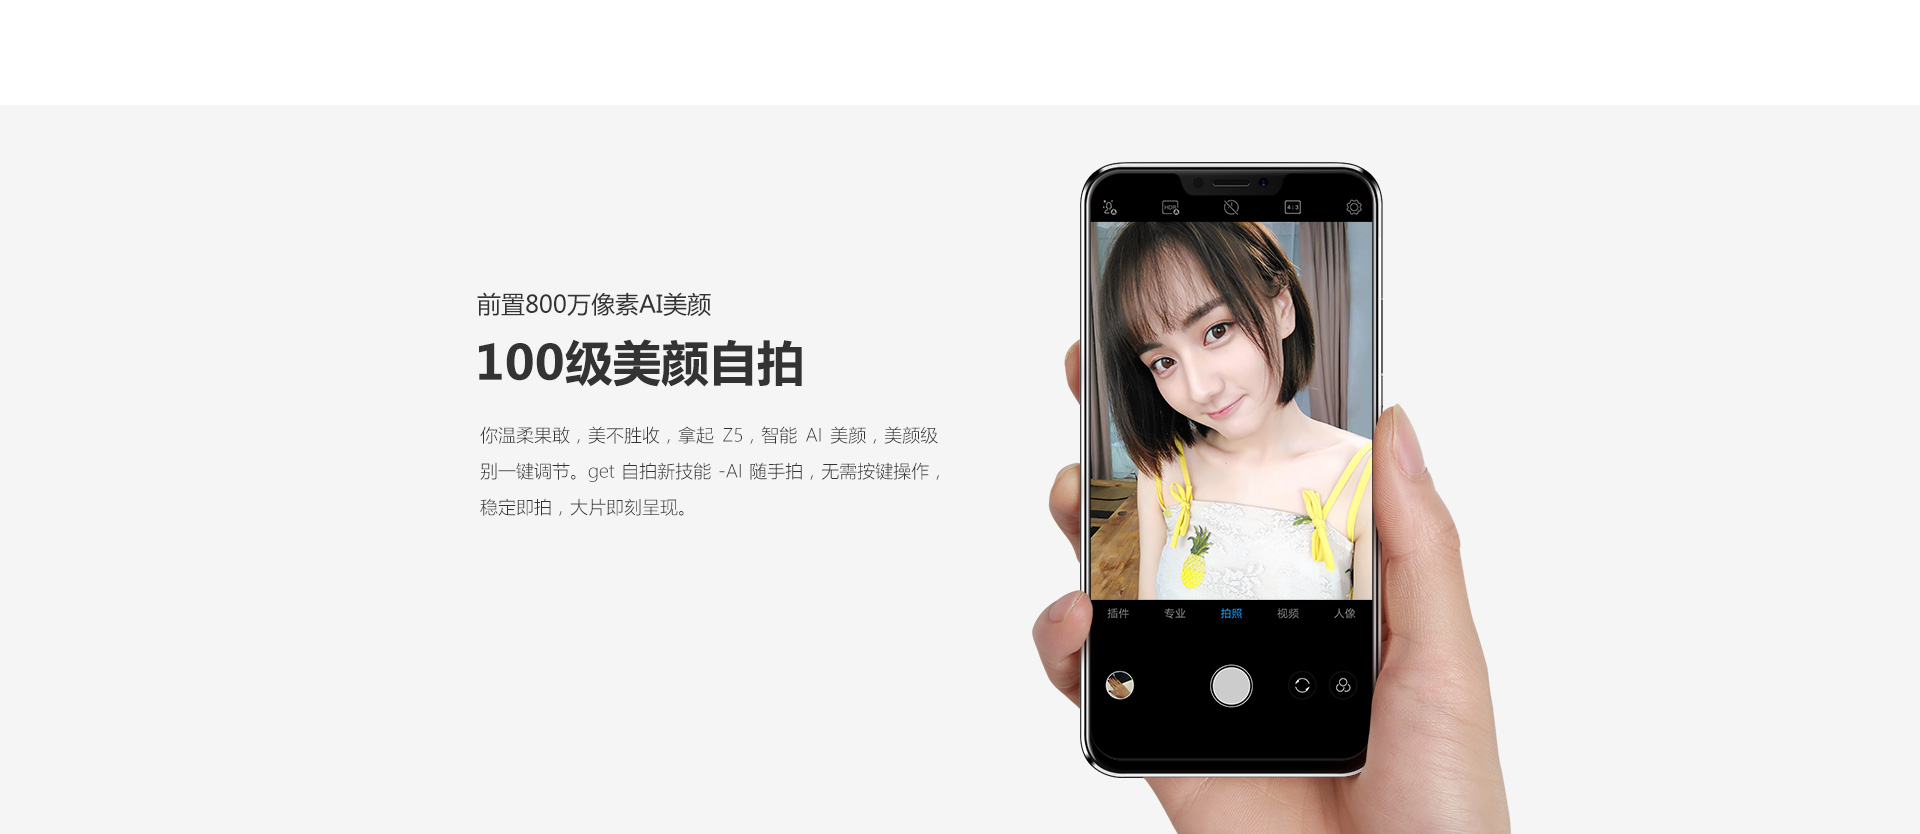 前置800万像素AI美颜
100级美颜自拍
你温柔果敢，美不胜收，拿起 Z5，智能 AI 美颜，美颜级
别一键调节。get 自拍新技能 -AI 随手拍，无需按键操作，
稳定即拍，大片即刻呈现。
HDR
4:3
插件 专业 拍照 视频 人像